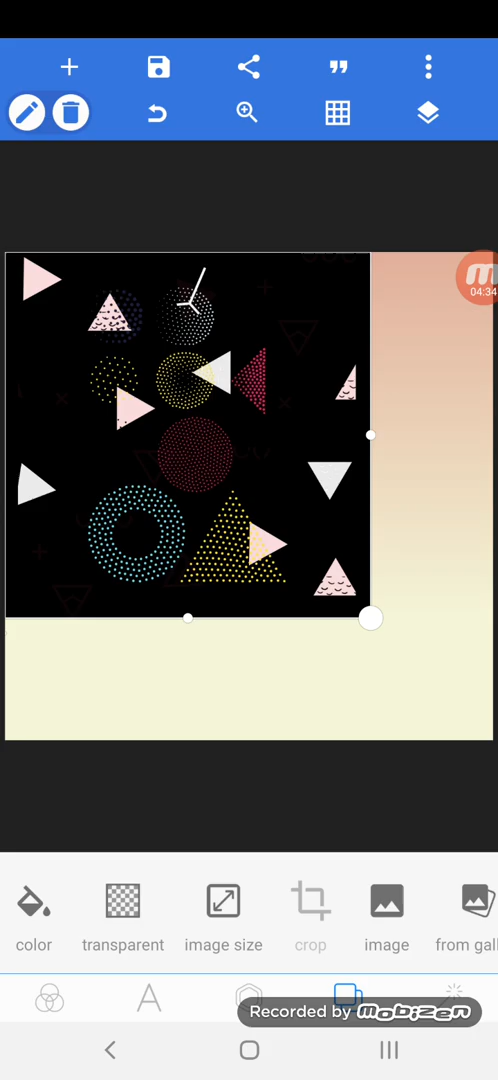 04:34
color
transparent
image size
crop
image
from gall
Recorded by mobizen